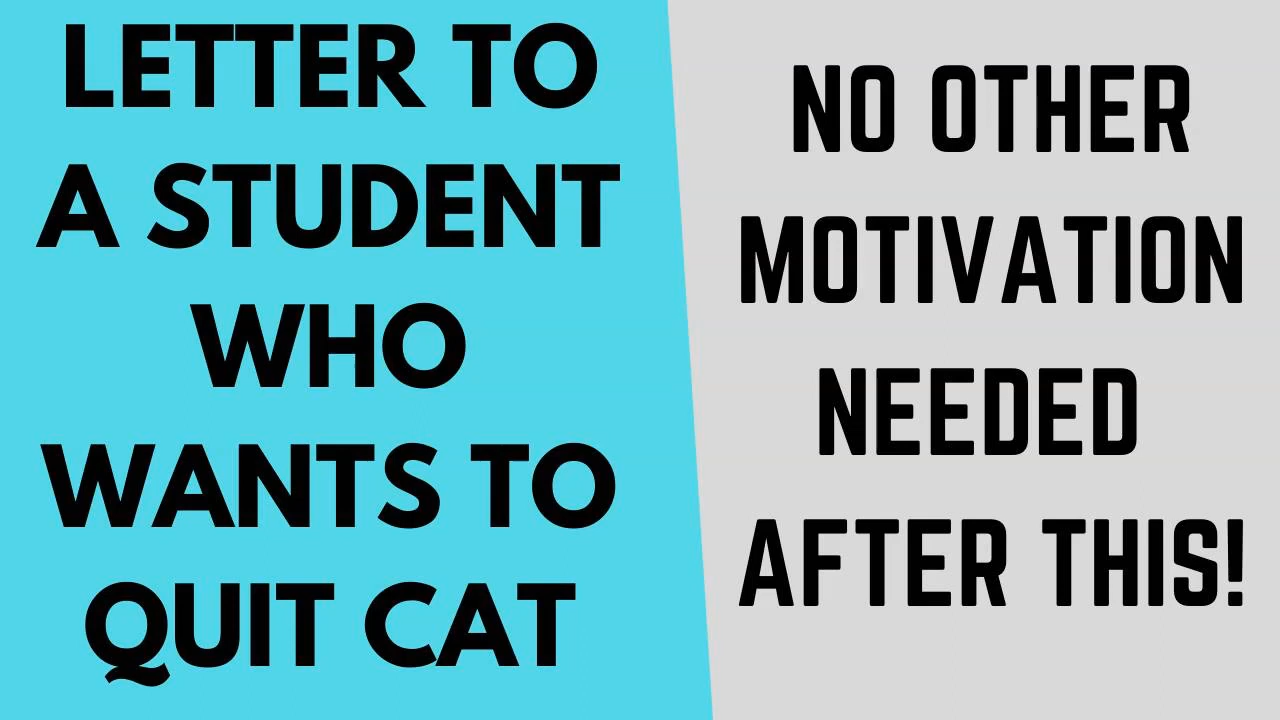 LETTER TO
A STUDENT
WHO
WANTS TO
QUIT CAT
NO OTHER
MOTIVATION
NEEDED
AFTER THIS!